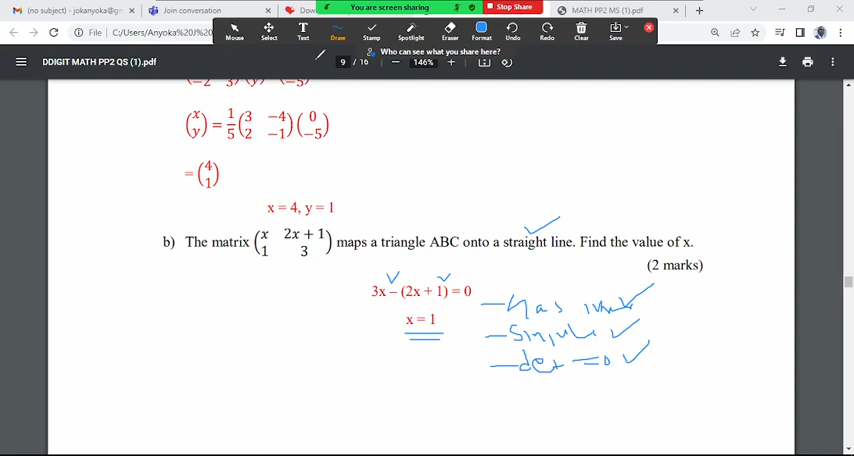 (no subject) - jokanyoka@g
Join conversation
Dow
You are screen sharing
Stop Share
MATH PP2 MS (1).pdf
File
C:/Users/Anyoka%20J
Mouse Select Text Draw Stamp Spotlight Eraser Format Undo Redo Clear Save
Who can see what you share here?
DDIGIT MATH PP2 QS (1).pdf
9 / 16
146%
(−2 3)(y) (−5)
(x y) = 1/5 (3 −4 2 −1)(0 −5)
= (4 1)
x = 4, y = 1
b) The matrix (x 2x + 1 1 3) maps a triangle ABC onto a straight line. Find the value of x.
(2 marks)
3x – (2x + 1) = 0
x = 1
has
det = 0